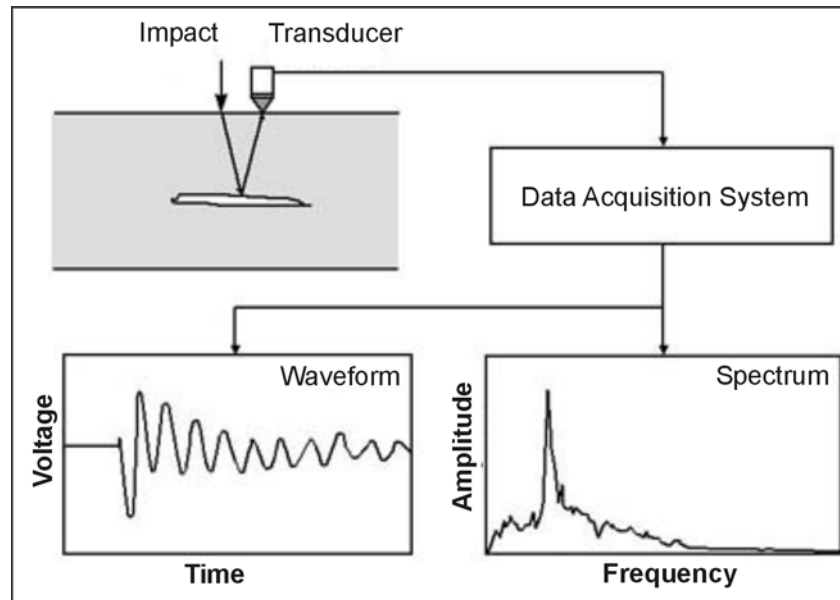 Impact Transducer
Data Acquisition System
Waveform
Voltage
Time
Spectrum
Amplitude
Frequency